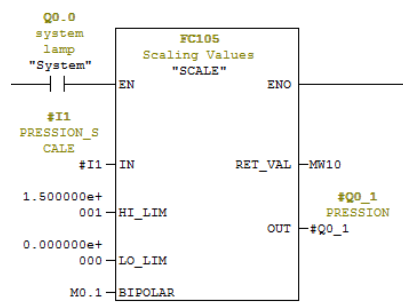 Q0.0
system
lamp
"System"
FC105
Scaling Values
"SCALE"
EN
ENO
#I1
PRESSION_S
CALE
#I1
IN
RET_VAL
MW10
1.500000e+
001
HI_LIM
#Q0_1
PRESSION
OUT
#Q0_1
0.000000e+
000
LO_LIM
M0.1
BIPOLAR